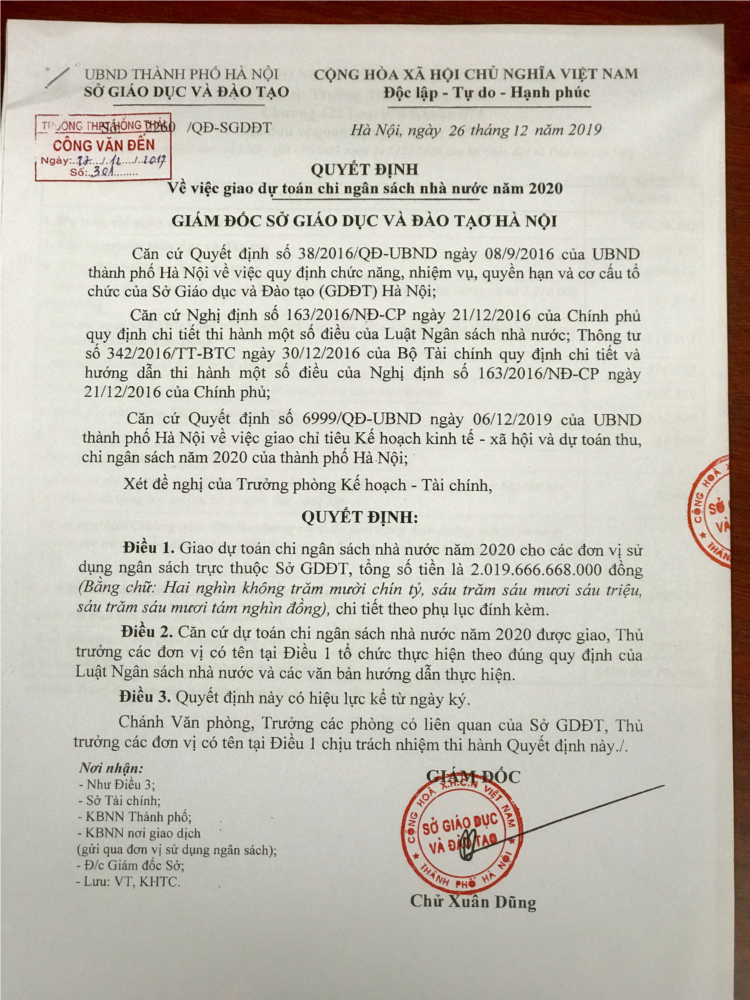 UBND THÀNH PHỐ HÀ NỘI
SỞ GIÁO DỤC VÀ ĐÀO TẠO
CỘNG HÒA XÃ HỘI CHỦ NGHĨA VIỆT NAM
Độc lập - Tự do - Hạnh phúc
Số: 2260 /QĐ-SGDĐT
Hà Nội, ngày 26 tháng 12 năm 2019
TRƯỜNG THPT HỒNG THÁI
CÔNG VĂN ĐẾN
Ngày: 27/12/2019
Số: 301
QUYẾT ĐỊNH
Về việc giao dự toán chi ngân sách nhà nước năm 2020
GIÁM ĐỐC SỞ GIÁO DỤC VÀ ĐÀO TẠO HÀ NỘI
Căn cứ Quyết định số 38/2016/QĐ-UBND ngày 08/9/2016 của UBND
thành phố Hà Nội về việc quy định chức năng, nhiệm vụ, quyền hạn và cơ cấu tổ
chức của Sở Giáo dục và Đào tạo (GDĐT) Hà Nội;
Căn cứ Nghị định số 163/2016/NĐ-CP ngày 21/12/2016 của Chính phủ
quy định chi tiết thi hành một số điều của Luật Ngân sách nhà nước; Thông tư
số 342/2016/TT-BTC ngày 30/12/2016 của Bộ Tài chính quy định chi tiết và
hướng dẫn thi hành một số điều của Nghị định số 163/2016/NĐ-CP ngày
21/12/2016 của Chính phủ;
Căn cứ Quyết định số 6999/QĐ-UBND ngày 06/12/2019 của UBND
thành phố Hà Nội về việc giao chỉ tiêu Kế hoạch kinh tế - xã hội và dự toán thu,
chi ngân sách năm 2020 của thành phố Hà Nội;
Xét đề nghị của Trưởng phòng Kế hoạch - Tài chính,
QUYẾT ĐỊNH:
Điều 1. Giao dự toán chi ngân sách nhà nước năm 2020 cho các đơn vị sử
dụng ngân sách trực thuộc Sở GDĐT, tổng số tiền là 2.019.666.668.000 đồng
(Bằng chữ: Hai nghìn không trăm mười chín tỷ, sáu trăm sáu mươi sáu triệu,
sáu trăm sáu mươi tám nghìn đồng), chi tiết theo phụ lục đính kèm.
Điều 2. Căn cứ dự toán chi ngân sách nhà nước năm 2020 được giao, Thủ
trưởng các đơn vị có tên tại Điều 1 tổ chức thực hiện theo đúng quy định của
Luật Ngân sách nhà nước và các văn bản hướng dẫn thực hiện.
Điều 3. Quyết định này có hiệu lực kể từ ngày ký.
Chánh Văn phòng, Trưởng các phòng có liên quan của Sở GDĐT, Thủ
trưởng các đơn vị có tên tại Điều 1 chịu trách nhiệm thi hành Quyết định này./.
Nơi nhận:
- Như Điều 3;
- Sở Tài chính;
- KBNN Thành phố;
- KBNN nơi giao dịch
(gửi qua đơn vị sử dụng ngân sách);
- Đ/c Giám đốc Sở;
- Lưu: VT, KHTC.
GIÁM ĐỐC
CỘNG HOÀ X.H.C.N VIỆT NAM
SỞ GIÁO DỤC
VÀ ĐÀO TẠO
THÀNH PHỐ HÀ NỘI
Chử Xuân Dũng
CỘNG HOÀ
SỞ
VÀ